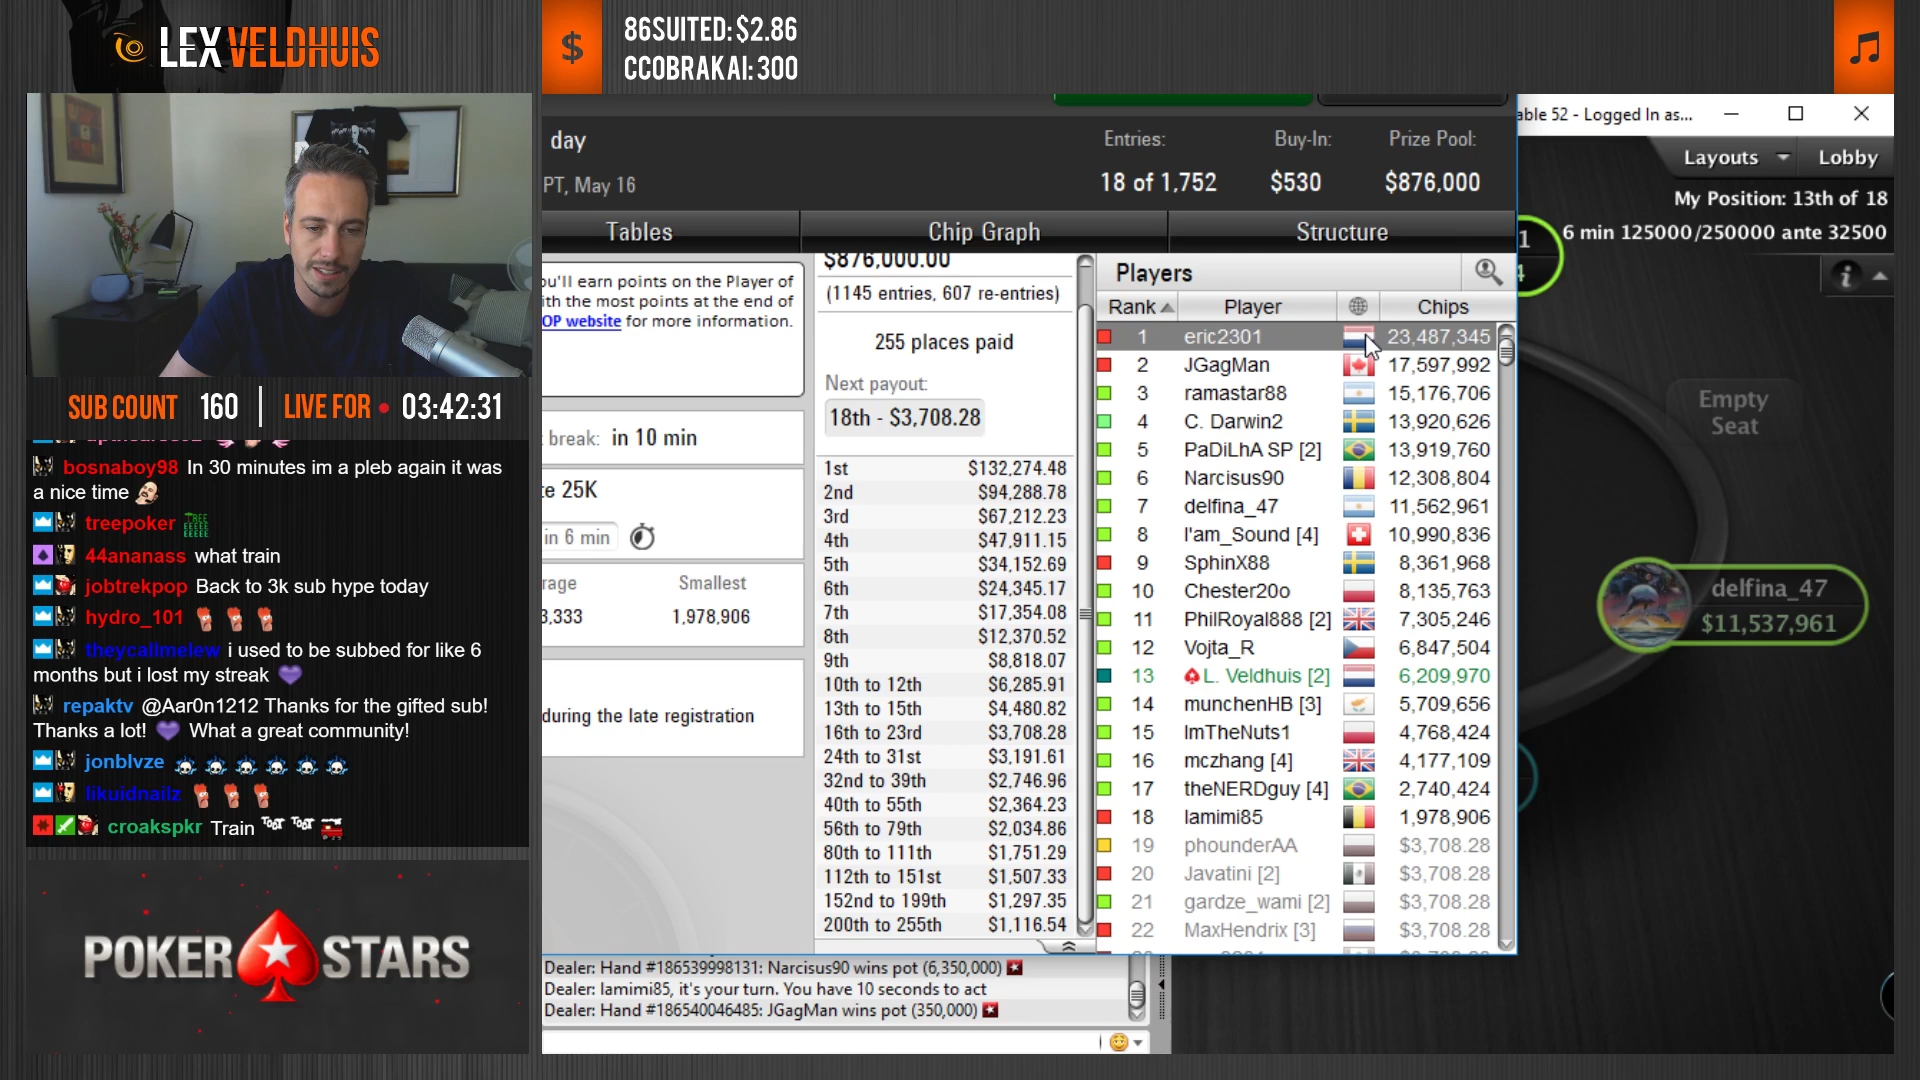 LEX VELDHUIS
$
86SUITED: $2.86
CCOBRAKAI: 300
SUB COUNT 160 | LIVE FOR 03:42:31
bosnaboy98 In 30 minutes im a pleb again it was
a nice time
treepoker
44ananass what train
jobtrekpop Back to 3k sub hype today
hydro_101
theycallmelew i used to be subbed for like 6
months but i lost my streak
repaktv @Aar0n1212 Thanks for the gifted sub!
Thanks a lot! What a great community!
jonblvze
likuidnailz
croakspkr Train TOOT TOOT
POKER STARS
day
PT, May 16
Entries:
18 of 1,752
Buy-In:
$530
Prize Pool:
$876,000
Tables
Chip Graph
Structure
ou'll earn points on the Player of
ith the most points at the end of
OP website for more information.
break: in 10 min
te 25K
in 6 min
rage
3,333
Smallest
1,978,906
during the late registration
$876,000.00
(1145 entries, 607 re-entries)
255 places paid
Next payout:
18th - $3,708.28
1st $132,274.48
2nd $94,288.78
3rd $67,212.23
4th $47,911.15
5th $34,152.69
6th $24,345.17
7th $17,354.08
8th $12,370.52
9th $8,818.07
10th to 12th $6,285.91
13th to 15th $4,480.82
16th to 23rd $3,708.28
24th to 31st $3,191.61
32nd to 39th $2,746.96
40th to 55th $2,364.23
56th to 79th $2,034.86
80th to 111th $1,751.29
112th to 151st $1,507.33
152nd to 199th $1,297.35
200th to 255th $1,116.54
Players
Rank Player Chips
1 eric2301 23,487,345
2 JGagMan 17,597,992
3 ramastar88 15,176,706
4 C. Darwin2 13,920,626
5 PaDiLhA SP [2] 13,919,760
6 Narcisus90 12,308,804
7 delfina_47 11,562,961
8 I'am_Sound [4] 10,990,836
9 SphinX88 8,361,968
10 Chester20o 8,135,763
11 PhilRoyal888 [2] 7,305,246
12 Vojta_R 6,847,504
13 L. Veldhuis [2] 6,209,970
14 munchenHB [3] 5,709,656
15 ImTheNuts1 4,768,424
16 mczhang [4] 4,177,109
17 theNERDguy [4] 2,740,424
18 lamimi85 1,978,906
19 phounderAA $3,708.28
20 Javatini [2] $3,708.28
21 gardze_wami [2] $3,708.28
22 MaxHendrix [3] $3,708.28
Dealer: Hand #186539998131: Narcisus90 wins pot (6,350,000)
Dealer: lamimi85, it's your turn. You have 10 seconds to act
Dealer: Hand #186540046485: JGagMan wins pot (350,000)
able 52 - Logged In as...
Layouts
Lobby
My Position: 13th of 18
6 min 125000/250000 ante 32500
Empty
Seat
delfina_47
$11,537,961